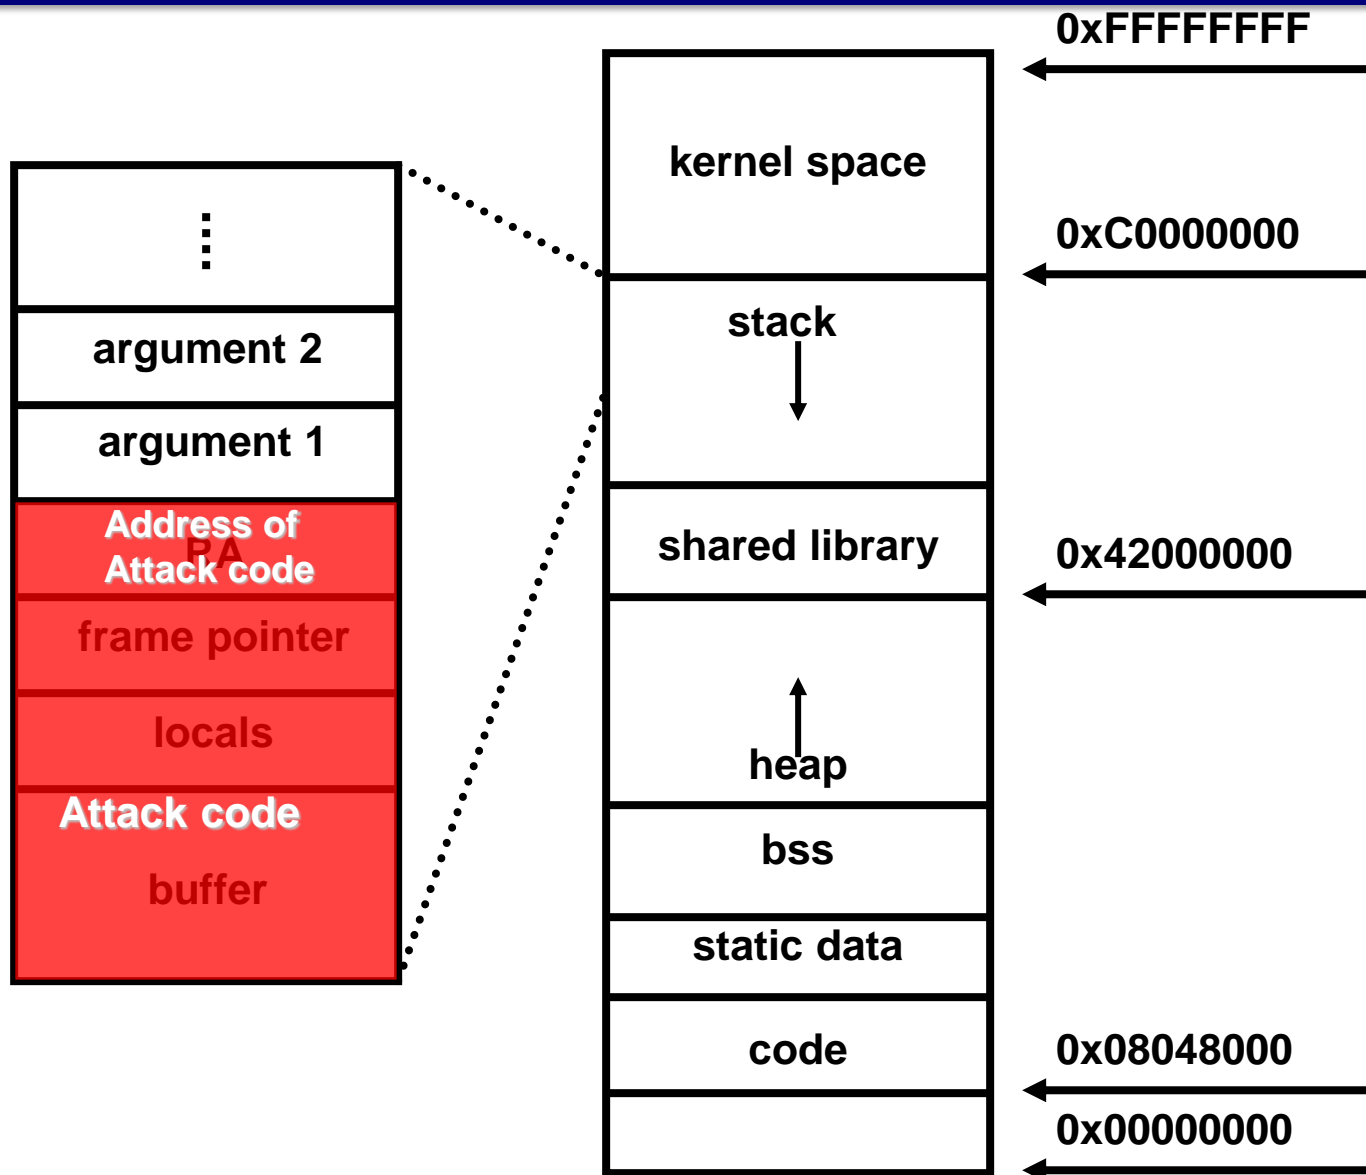 0xFFFFFFFF
kernel space
0xC0000000
argument 2
argument 1
Address of
RA
Attack code
frame pointer
locals
Attack code
buffer
stack
shared library
0x42000000
heap
bss
static data
code
0x08048000
0x00000000